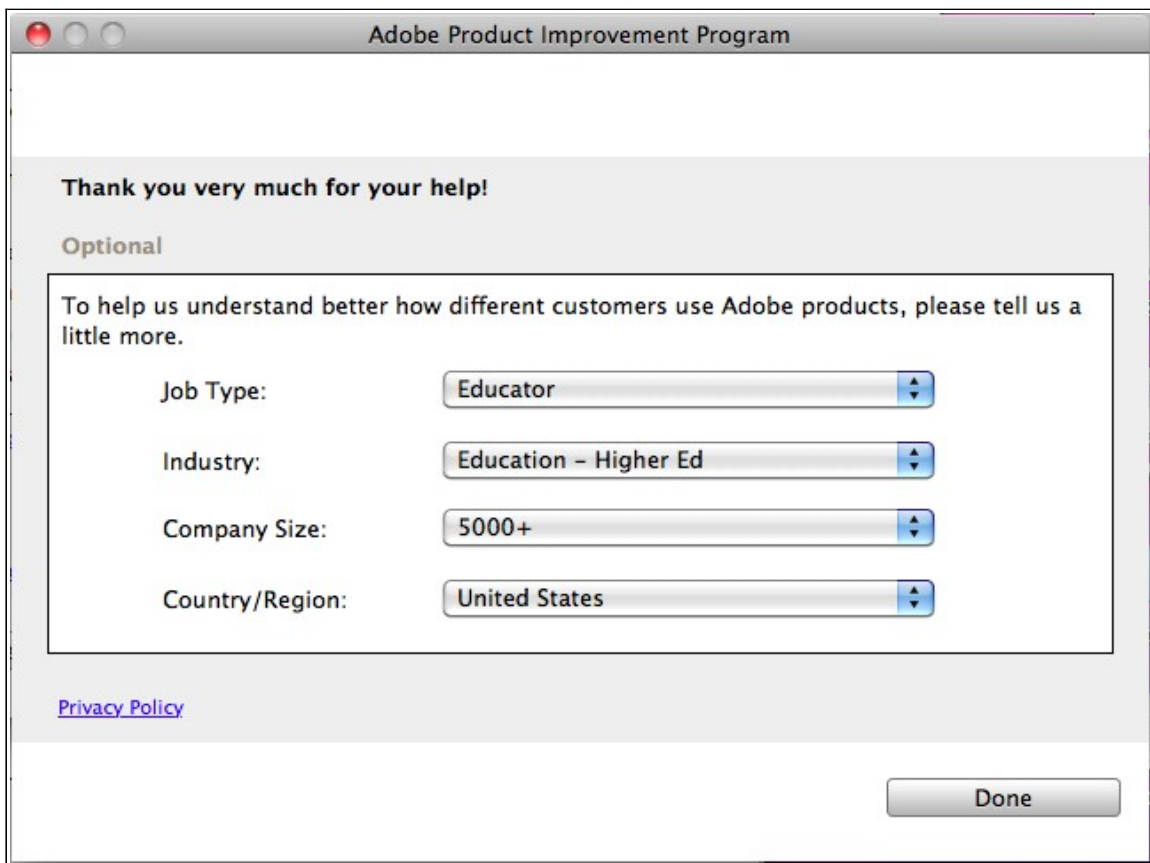 Adobe Product Improvement Program
Thank you very much for your help!
Optional
To help us understand better how different customers use Adobe products, please tell us a
little more.
Job Type: Educator
Industry: Education – Higher Ed
Company Size: 5000+
Country/Region: United States
Privacy Policy
Done